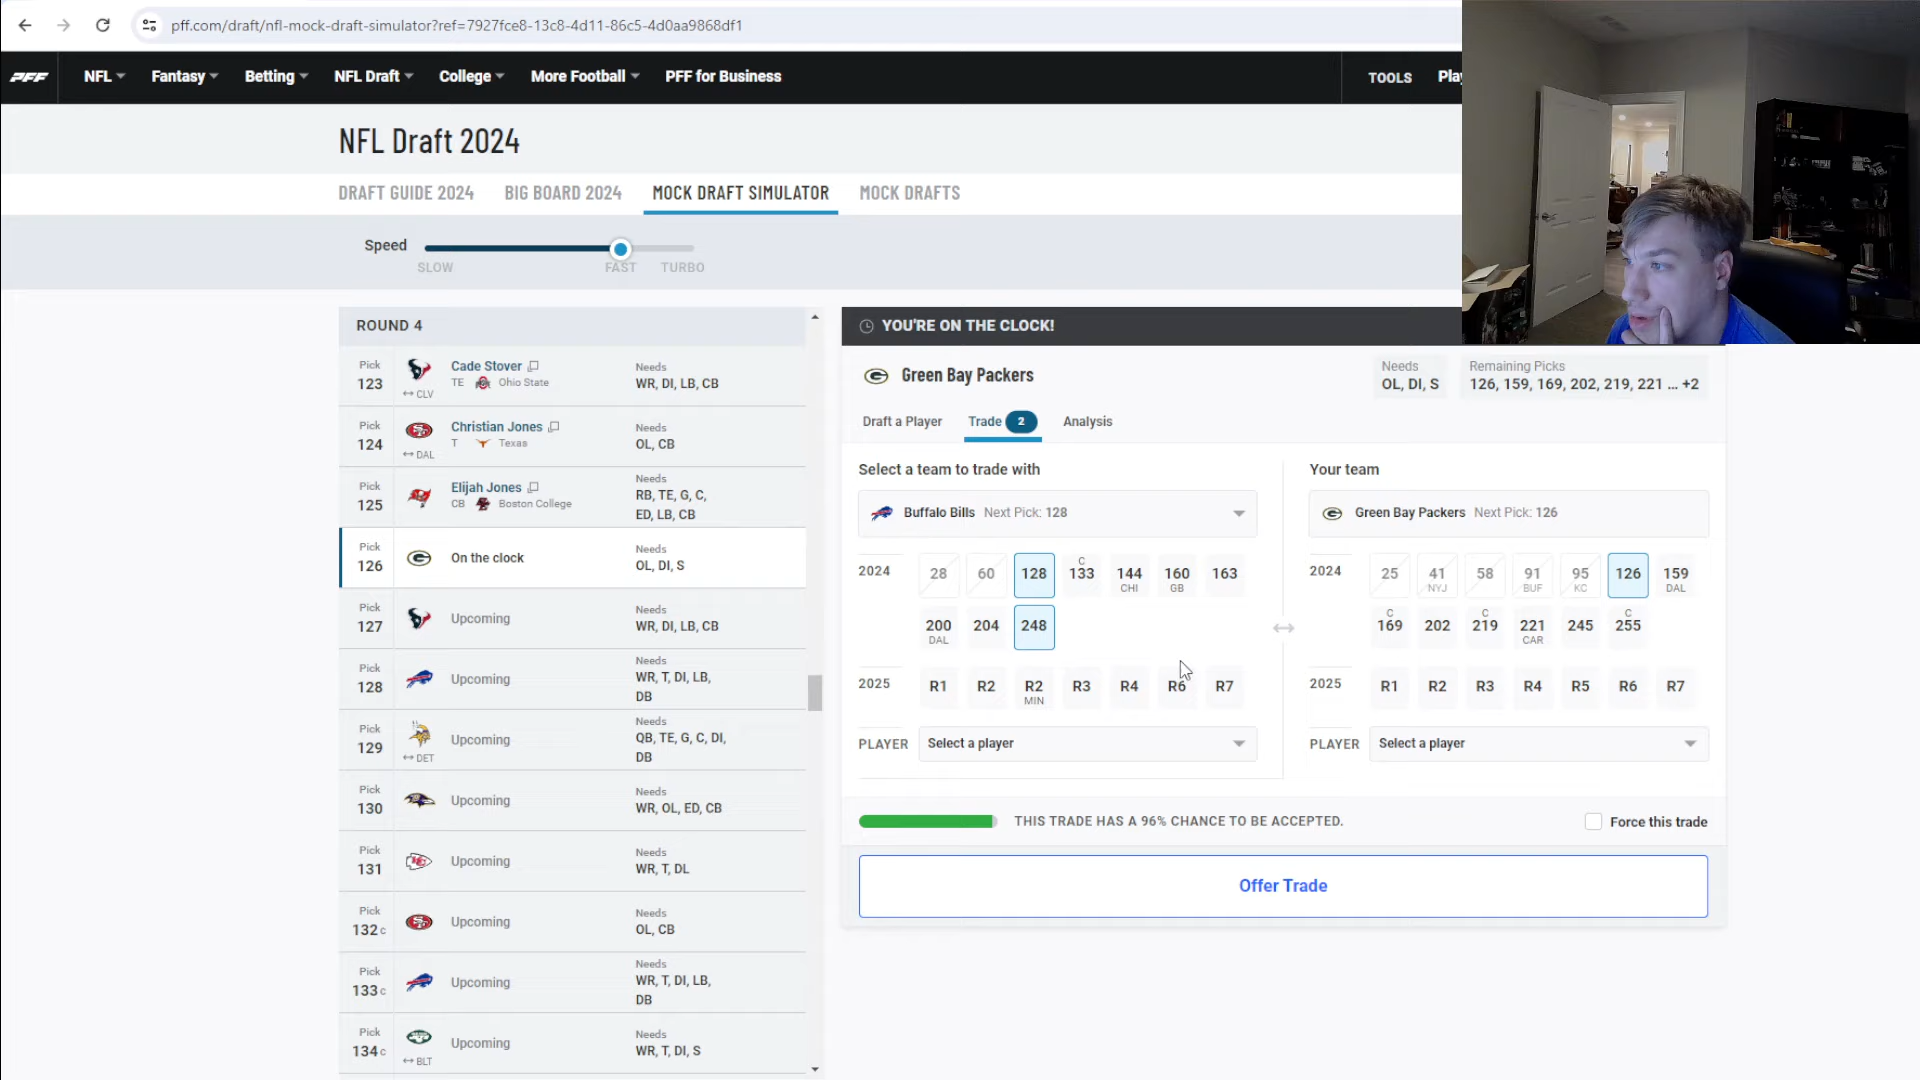 pff.com/draft/nfl-mock-draft-simulator?ref=7927fce8-13c8-4d11-86c5-4d0aa9868df1
PFF NFL Fantasy Betting NFL Draft College More Football PFF for Business TOOLS
NFL Draft 2024
DRAFT GUIDE 2024 BIG BOARD 2024 MOCK DRAFT SIMULATOR MOCK DRAFTS
Speed
SLOW FAST TURBO
ROUND 4
Pick 123 CLV Cade Stover TE Ohio State Needs WR, DI, LB, CB
Pick 124 DAL Christian Jones T Texas Needs OL, CB
Pick 125 Elijah Jones CB Boston College Needs RB, TE, G, C, ED, LB, CB
Pick 126 On the clock Needs OL, DI, S
Pick 127 Upcoming Needs WR, DI, LB, CB
Pick 128 Upcoming Needs WR, T, DI, LB, DB
Pick 129 DET Upcoming Needs QB, TE, G, C, DI, DB
Pick 130 Upcoming Needs WR, OL, ED, CB
Pick 131 Upcoming Needs WR, T, DL
Pick 132 C Upcoming Needs OL, CB
Pick 133 C Upcoming Needs WR, T, DI, LB, DB
Pick 134 C BLT Upcoming Needs WR, T, DI, S
YOU'RE ON THE CLOCK!
Green Bay Packers
Needs
OL, DI, S
Remaining Picks
126, 159, 169, 202, 219, 221 ... +2
Draft a Player Trade 2 Analysis
Select a team to trade with
Buffalo Bills Next Pick: 128
2024 28 60 128 C 133 144 CHI 160 GB 163
200 DAL 204 248
2025 R1 R2 R2 MIN R3 R4 R6 R7
PLAYER Select a player
Your team
Green Bay Packers Next Pick: 126
2024 25 41 NYJ 58 91 BUF 95 KC 126 159 DAL
C 169 202 C 219 221 CAR 245 C 255
2025 R1 R2 R3 R4 R5 R6 R7
PLAYER Select a player
THIS TRADE HAS A 96% CHANCE TO BE ACCEPTED.
Force this trade
Offer Trade